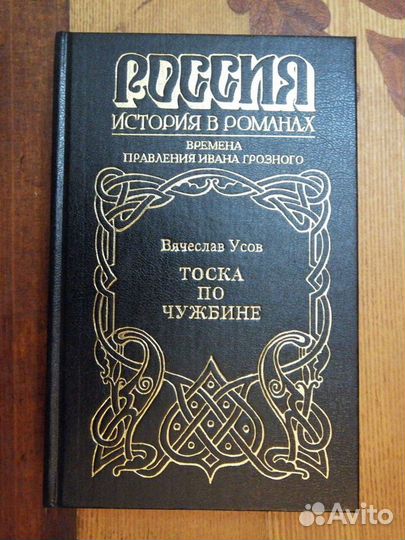 РОССИЯ
ИСТОРИЯ В РОМАНАХ
ВРЕМЕНА
ПРАВЛЕНИЯ ИВАНА ГРОЗНОГО
Вячеслав Усов
ТОСКА
ПО
ЧУЖБИНЕ
Avito